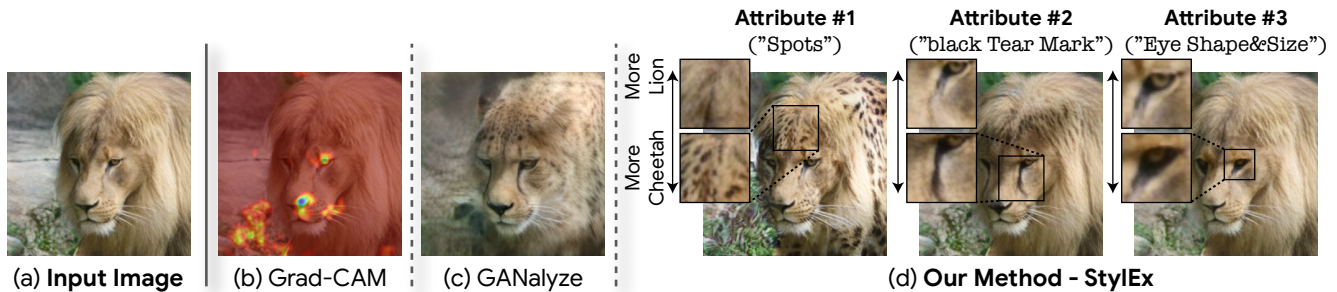 Attribute #1
("Spots")
Attribute #2
("black Tear Mark")
Attribute #3
("Eye Shape&Size")
More
Lion
More
Cheetah
(a) Input Image
(b) Grad-CAM
(c) GANalyze
(d) Our Method - StylEx